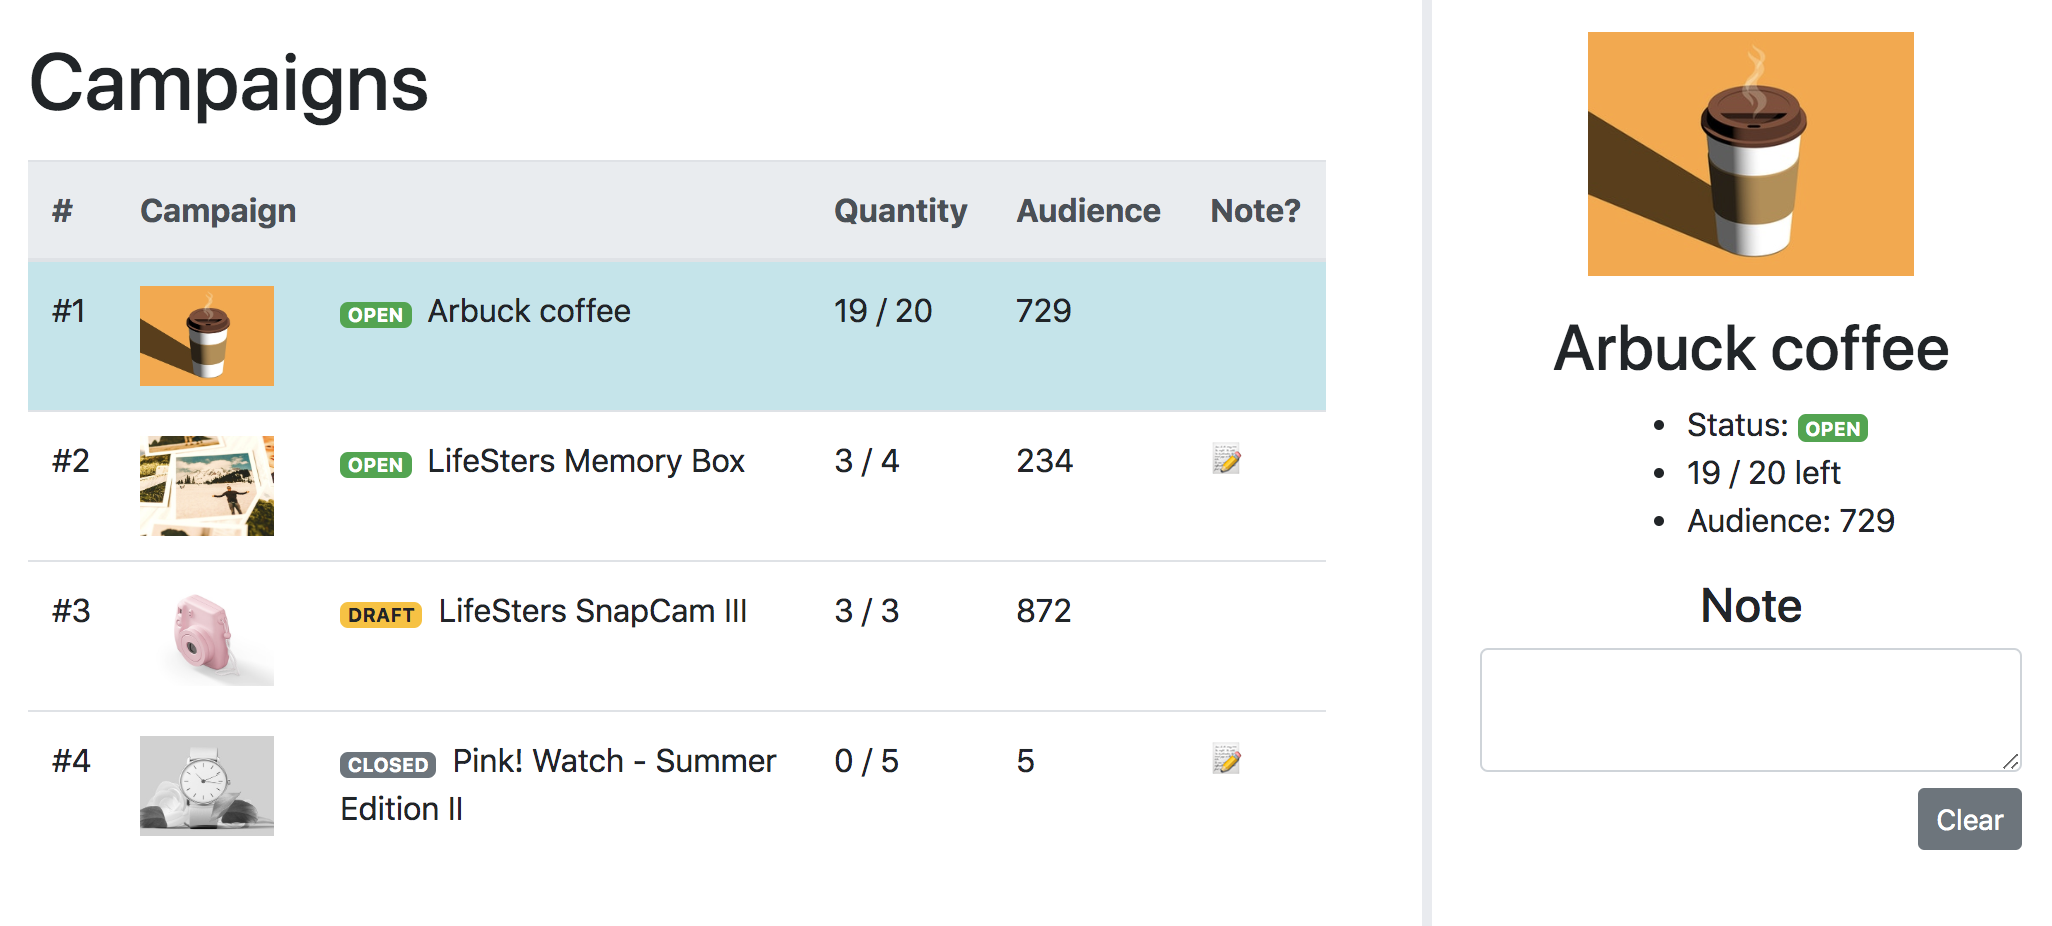 Campaigns
# Campaign Quantity Audience Note?
#1 OPEN Arbuck coffee 19 / 20 729
#2 OPEN LifeSters Memory Box 3 / 4 234
#3 DRAFT LifeSters SnapCam III 3 / 3 872
#4 CLOSED Pink! Watch - Summer 0 / 5 5
Edition II
Arbuck coffee
Status: OPEN
19 / 20 left
Audience: 729
Note
Clear